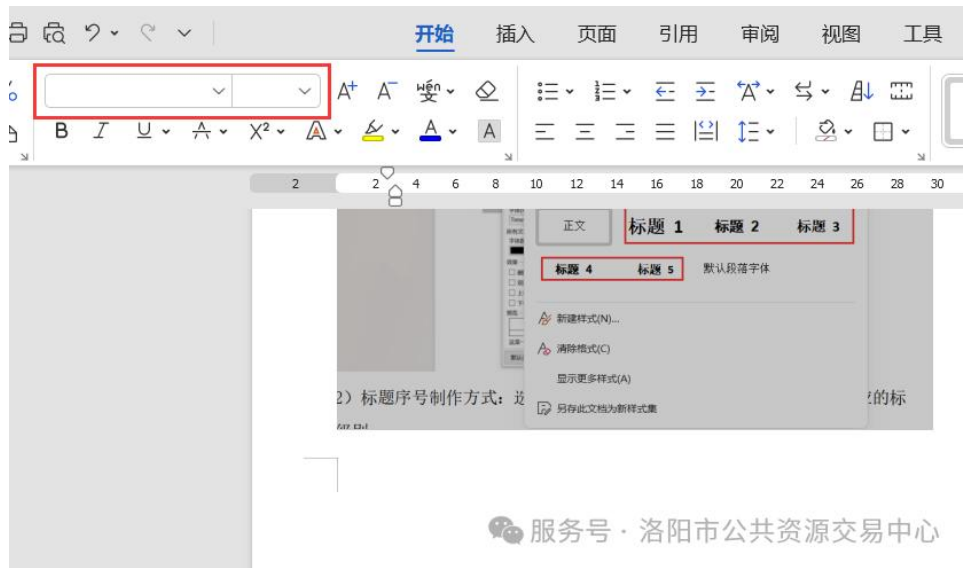 开始 插入 页面 引用 审阅 视图 工具
A+ A- wén 变
B I U A X² A A A
2 2 4 6 8 10 12 14 16 18 20 22 24 26 28 30
正文 标题 1 标题 2 标题 3
标题 4 标题 5 默认段落字体
新建样式(N)...
清除格式(C)
显示更多样式(A)
2）标题序号制作方式：选 的标
另存此文档为新样式集
服务号 · 洛阳市公共资源交易中心